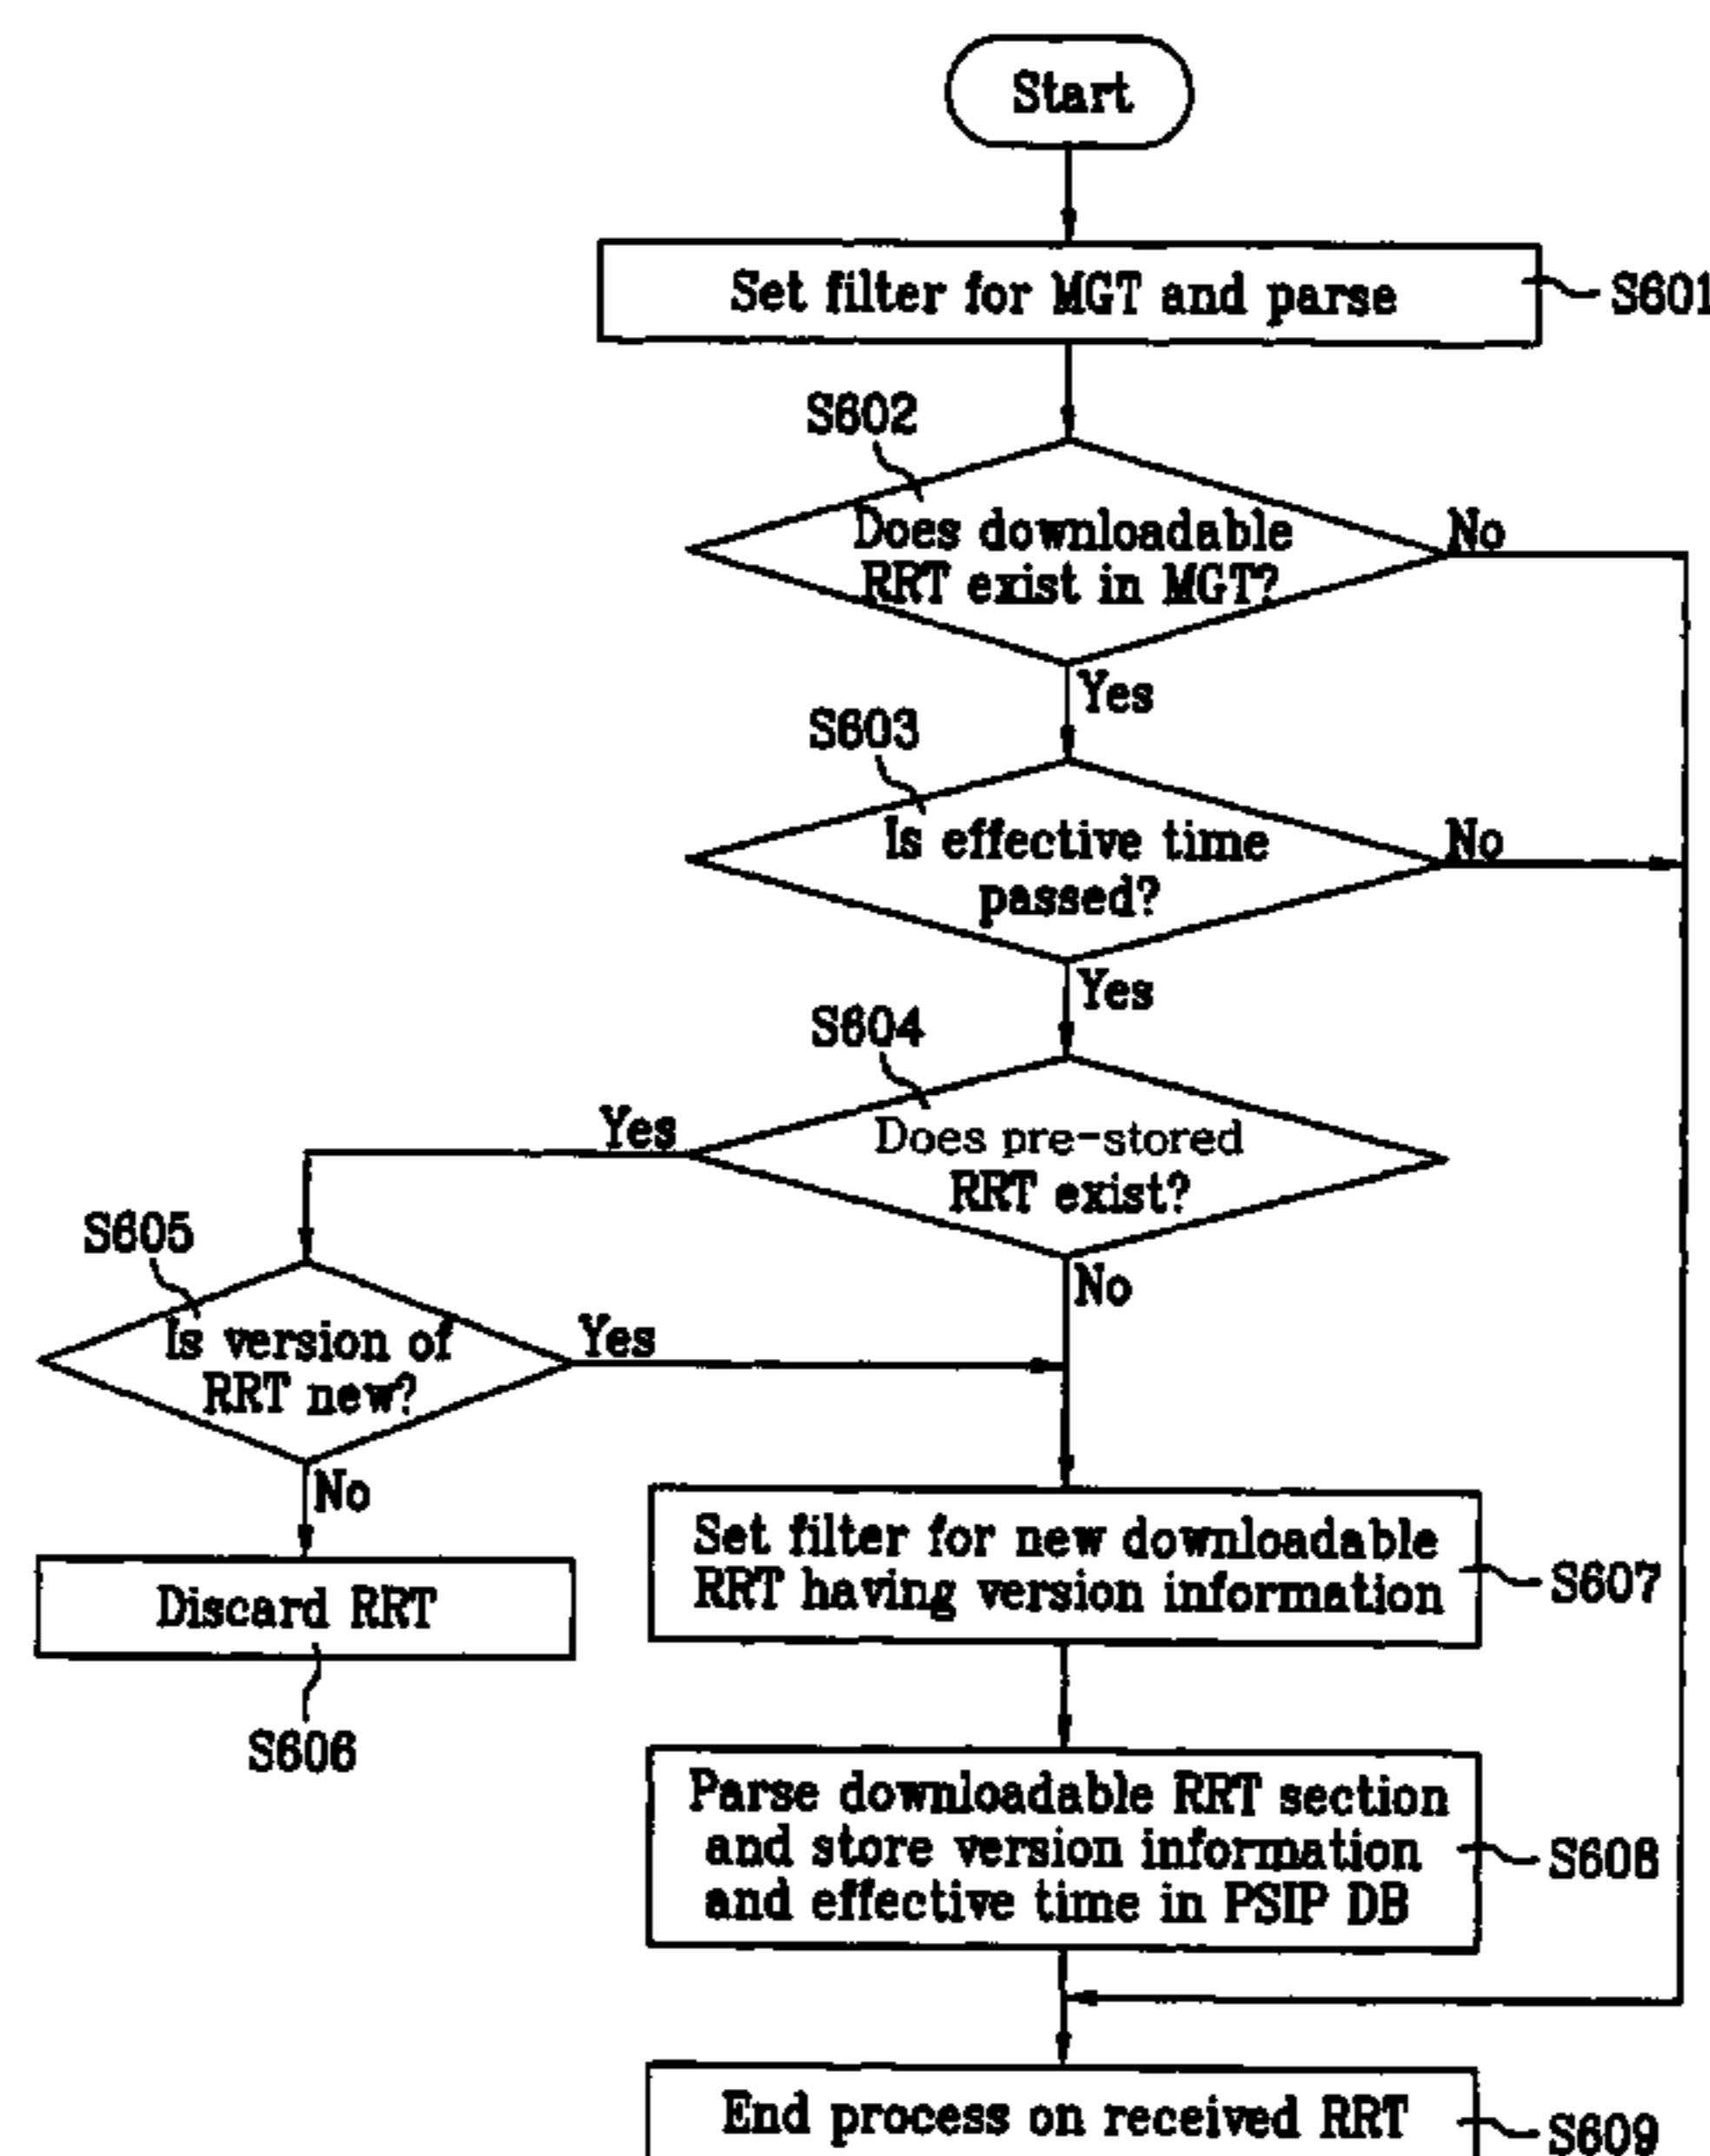 Start
Set filter for MGT and parse
S601
S602
Does downloadable
RRT exist in MGT?
No
Yes
S603
Is effective time
passed?
No
Yes
S604
Does pre-stored
RRT exist?
Yes
No
S605
Is version of
RRT new?
Yes
No
Discard RRT
S606
Set filter for new downloadable
RRT having version information
S607
Parse downloadable RRT section
and store version information
and effective time in PSIP DB
S608
End process on received RRT
S609